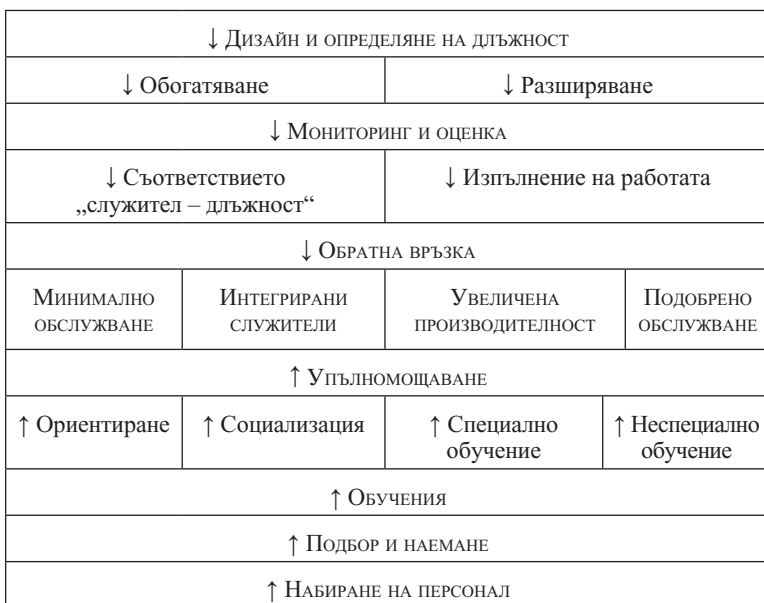 ↓ Дизайн и определяне на длъжност
↓ Обогатяване
↓ Разширяване
↓ Мониторинг и оценка
↓ Съответствието
„служител – длъжност“
↓ Изпълнение на работата
↓ Обратна връзка
Минимално
обслужване
Интегрирани
служители
Увеличена
производителност
Подобрено
обслужване
↑ Упълномощаване
↑ Ориентиране
↑ Социализация
↑ Специално
обучение
↑ Неспециално
обучение
↑ Обучения
↑ Подбор и наемане
↑ Набиране на персонал